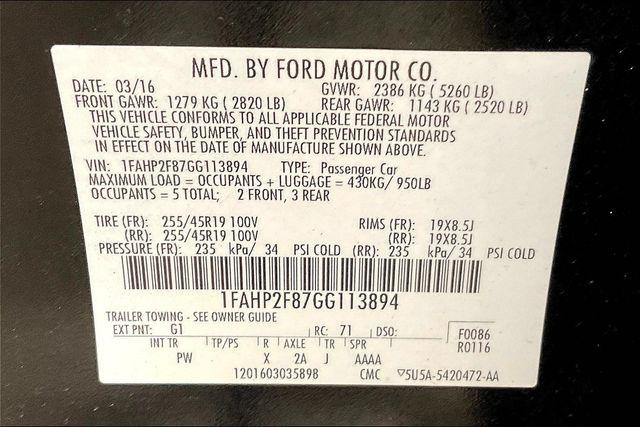 MFD. BY FORD MOTOR CO.
DATE: 03/16 GVWR: 2386 KG ( 5260 LB)
FRONT GAWR: 1279 KG ( 2820 LB) REAR GAWR: 1143 KG ( 2520 LB)
THIS VEHICLE CONFORMS TO ALL APPLICABLE FEDERAL MOTOR
VEHICLE SAFETY, BUMPER, AND THEFT PREVENTION STANDARDS
IN EFFECT ON THE DATE OF MANUFACTURE SHOWN ABOVE.
VIN: 1FAHP2F87GG113894 TYPE: Passenger Car
MAXIMUM LOAD = OCCUPANTS + LUGGAGE = 430KG/ 950LB
OCCUPANTS = 5 TOTAL; 2 FRONT, 3 REAR
TIRE (FR): 255/45R19 100V RIMS (FR): 19X8.5J
(RR): 255/45R19 100V (RR): 19X8.5J
PRESSURE (FR): 235 kPa/ 34 PSI COLD (RR): 235 kPa/ 34 PSI COLD
1FAHP2F87GG113894
TRAILER TOWING - SEE OWNER GUIDE
EXT PNT: G1 RC: 71 DSO: F0086
INT TR TP/PS R AXLE TR SPR R0116
PW X 2A J AAAA
1201603035898 CMC ▽5U5A-5420472-AA